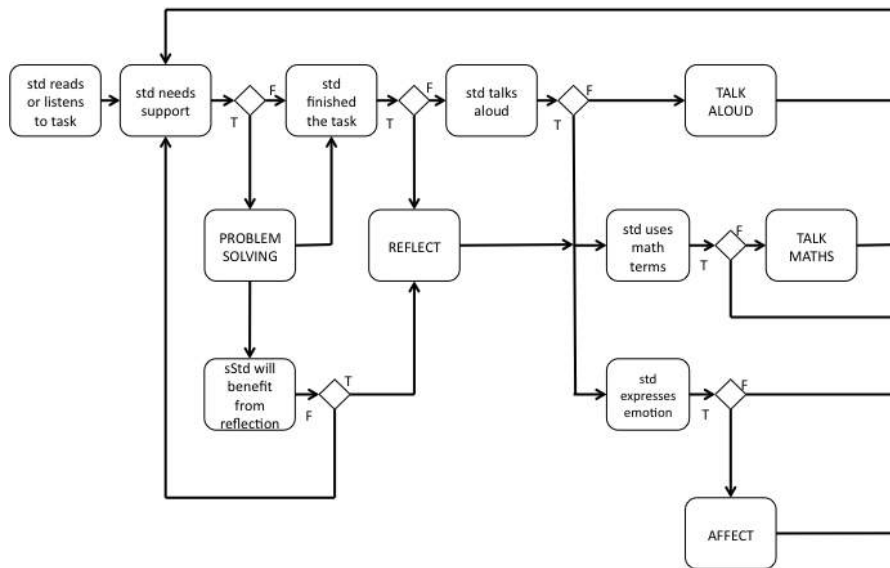 std reads
or listens
to task
std needs
support
F
T
std
finished
the task
F
T
std talks
aloud
F
T
TALK
ALOUD
PROBLEM
SOLVING
REFLECT
std uses
math
terms
F
T
TALK
MATHS
sStd will
benefit
from
reflection
T
F
std
expresses
emotion
F
T
AFFECT